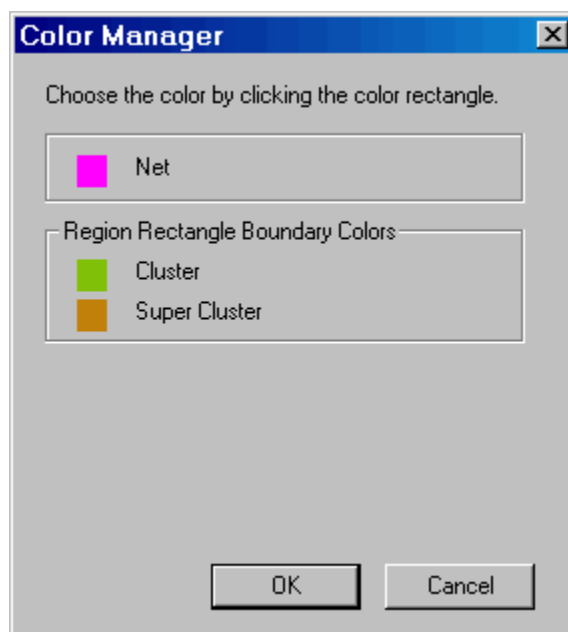 Color Manager
Choose the color by clicking the color rectangle.
Net
Region Rectangle Boundary Colors
Cluster
Super Cluster
OK
Cancel